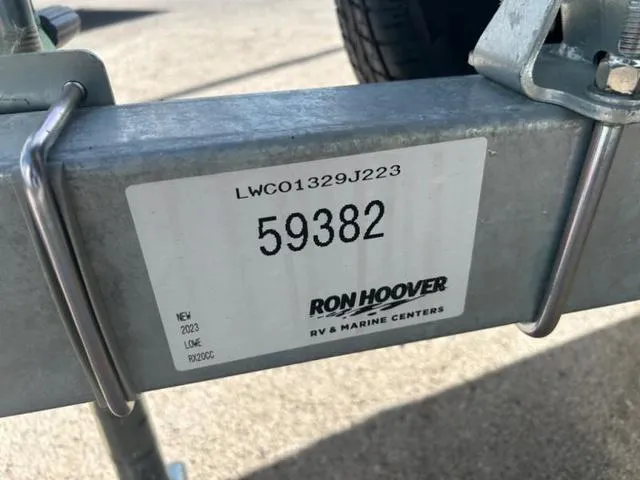 LWCO1329J223
59382
NEW
2023
LOWE
RX20CC
RON HOOVER
RV & MARINE CENTERS